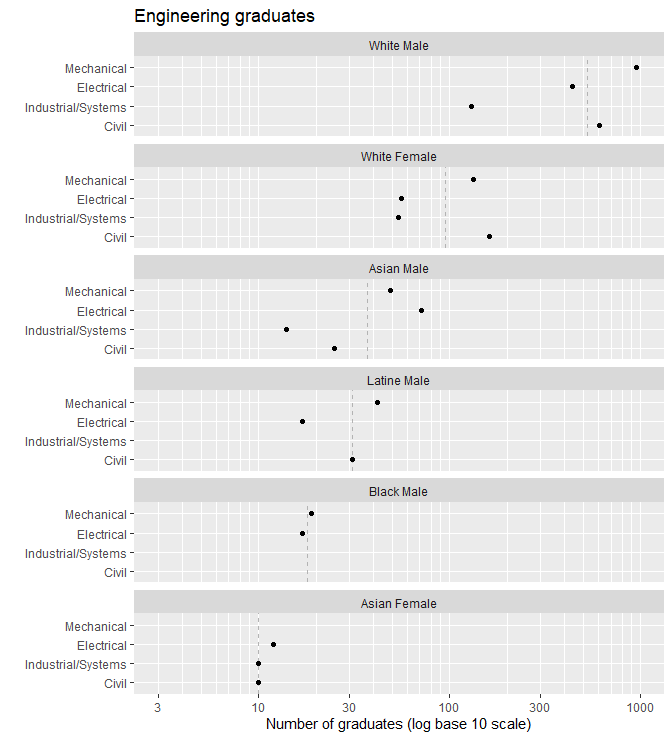 Engineering graduates
White Male
Mechanical
Electrical
Industrial/Systems
Civil
White Female
Mechanical
Electrical
Industrial/Systems
Civil
Asian Male
Mechanical
Electrical
Industrial/Systems
Civil
Latine Male
Mechanical
Electrical
Industrial/Systems
Civil
Black Male
Mechanical
Electrical
Industrial/Systems
Civil
Asian Female
Mechanical
Electrical
Industrial/Systems
Civil
3 10 30 100 300 1000
Number of graduates (log base 10 scale)